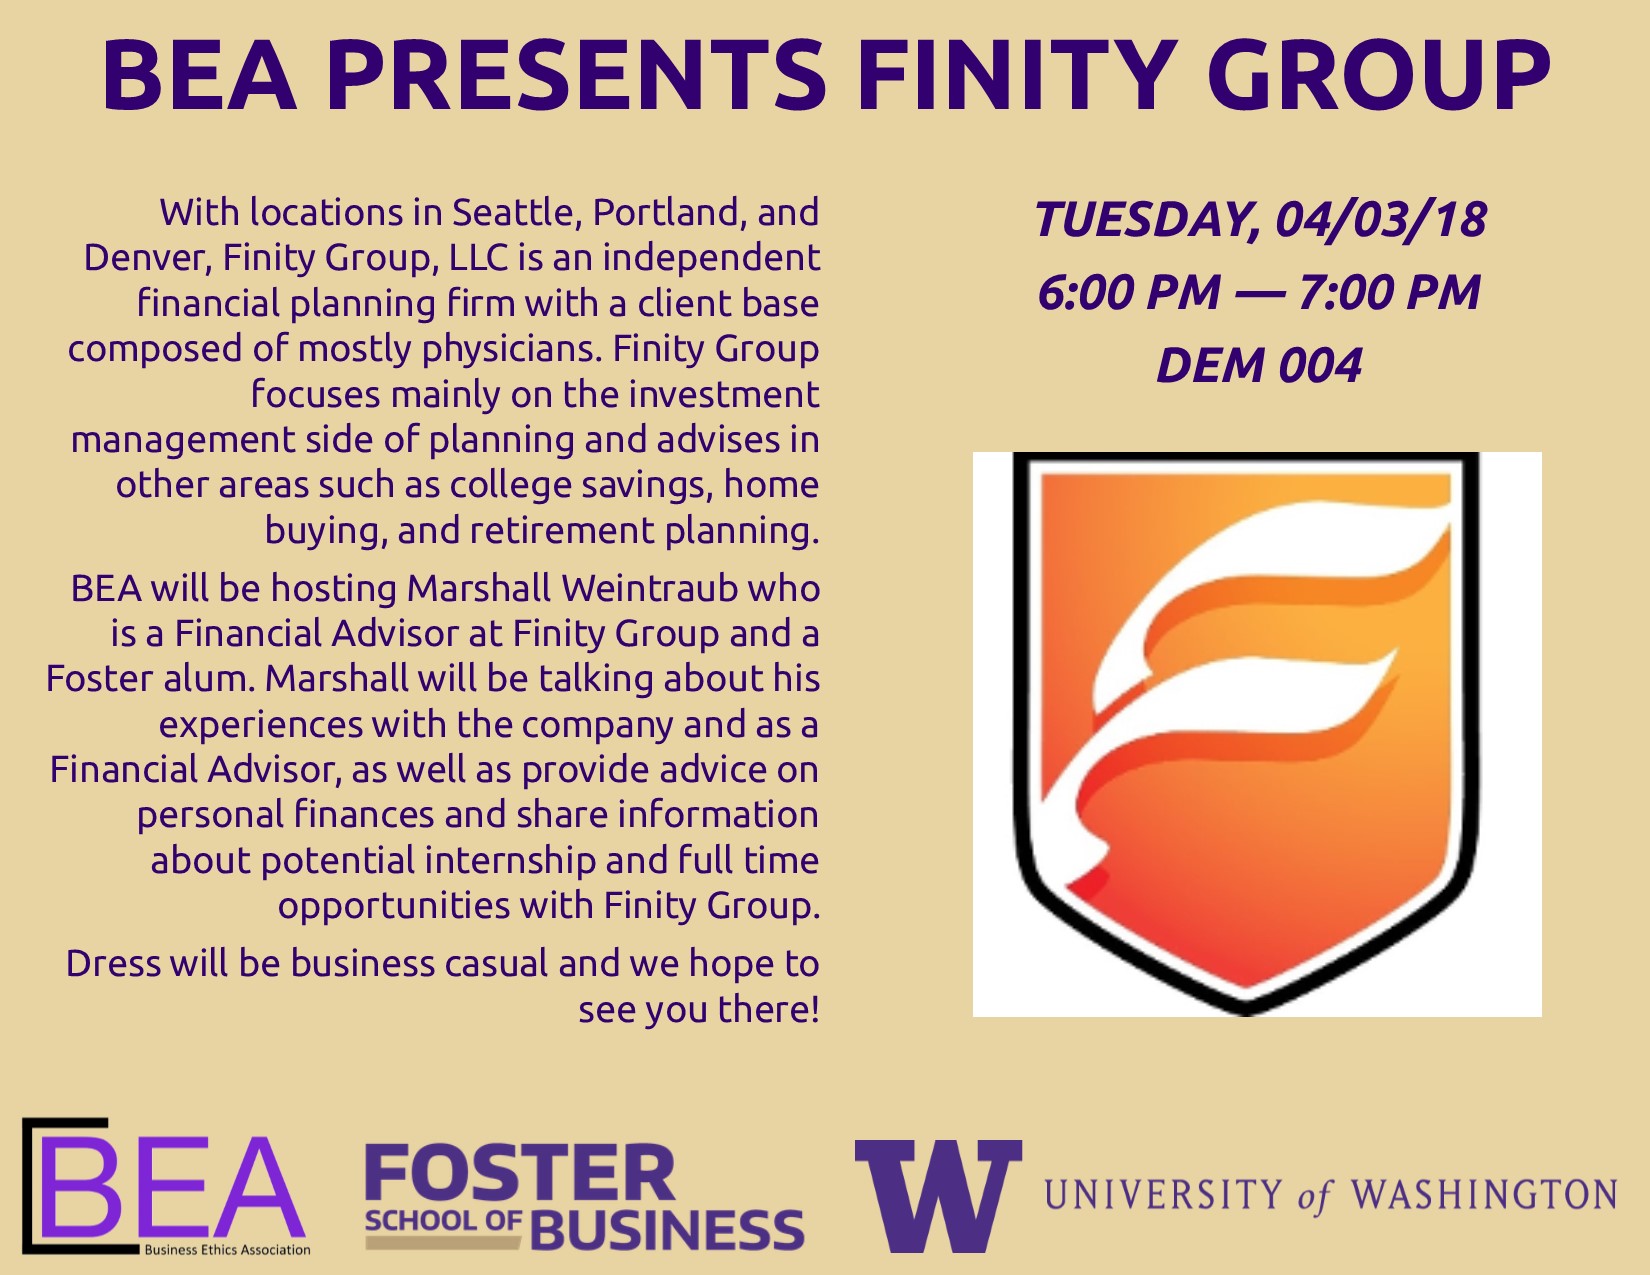 BEA PRESENTS FINITY GROUP
With locations in Seattle, Portland, and
Denver, Finity Group, LLC is an independent
financial planning firm with a client base
composed of mostly physicians. Finity Group
focuses mainly on the investment
management side of planning and advises in
other areas such as college savings, home
buying, and retirement planning.
BEA will be hosting Marshall Weintraub who
is a Financial Advisor at Finity Group and a
Foster alum. Marshall will be talking about his
experiences with the company and as a
Financial Advisor, as well as provide advice on
personal finances and share information
about potential internship and full time
opportunities with Finity Group.
Dress will be business casual and we hope to
see you there!
TUESDAY, 04/03/18
6:00 PM — 7:00 PM
DEM 004
BEA
Business Ethics Association
FOSTER
SCHOOL OF BUSINESS
W UNIVERSITY of WASHINGTON